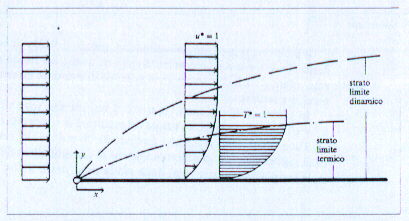 u* = 1
T* = 1
strato
limite
dinamico
strato
limite
termico
y
x